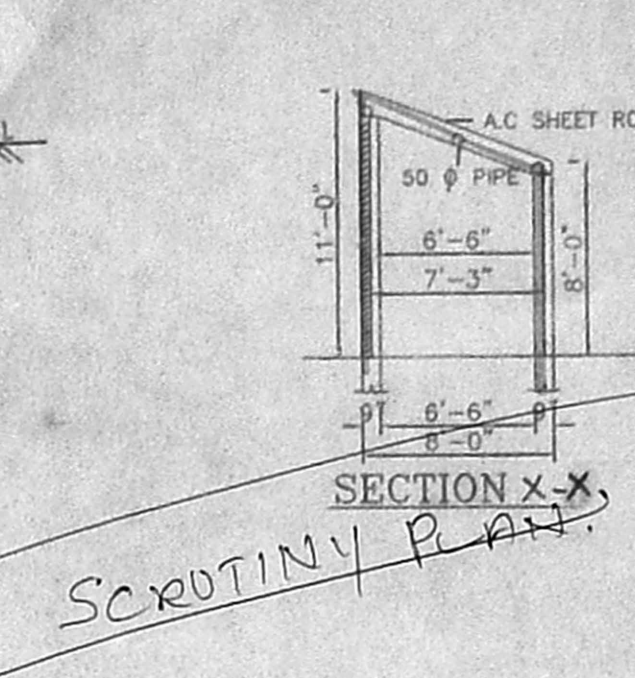 A.C SHEET RO
50 ϕ PIPE
11'-0"
6'-6"
8'-0"
7'-3"
9" 6'-6" 9"
8'-0"
SECTION X-X,
SCRUTINY PLAN.